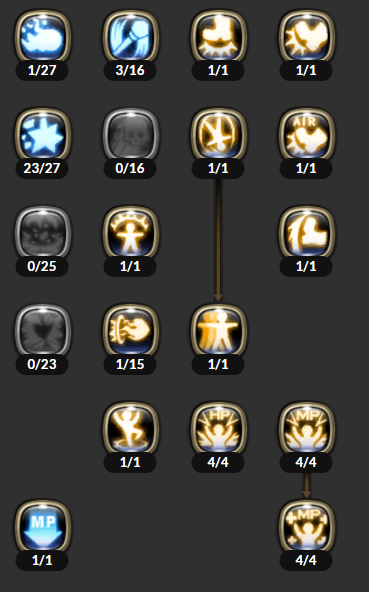 1/27 3/16 1/1 1/1
AIR
23/27 0/16 1/1 1/1
0/25 1/1 1/1
0/23 1/15 1/1
HP MP
1/1 4/4 4/4
MP +MP+
1/1 4/4